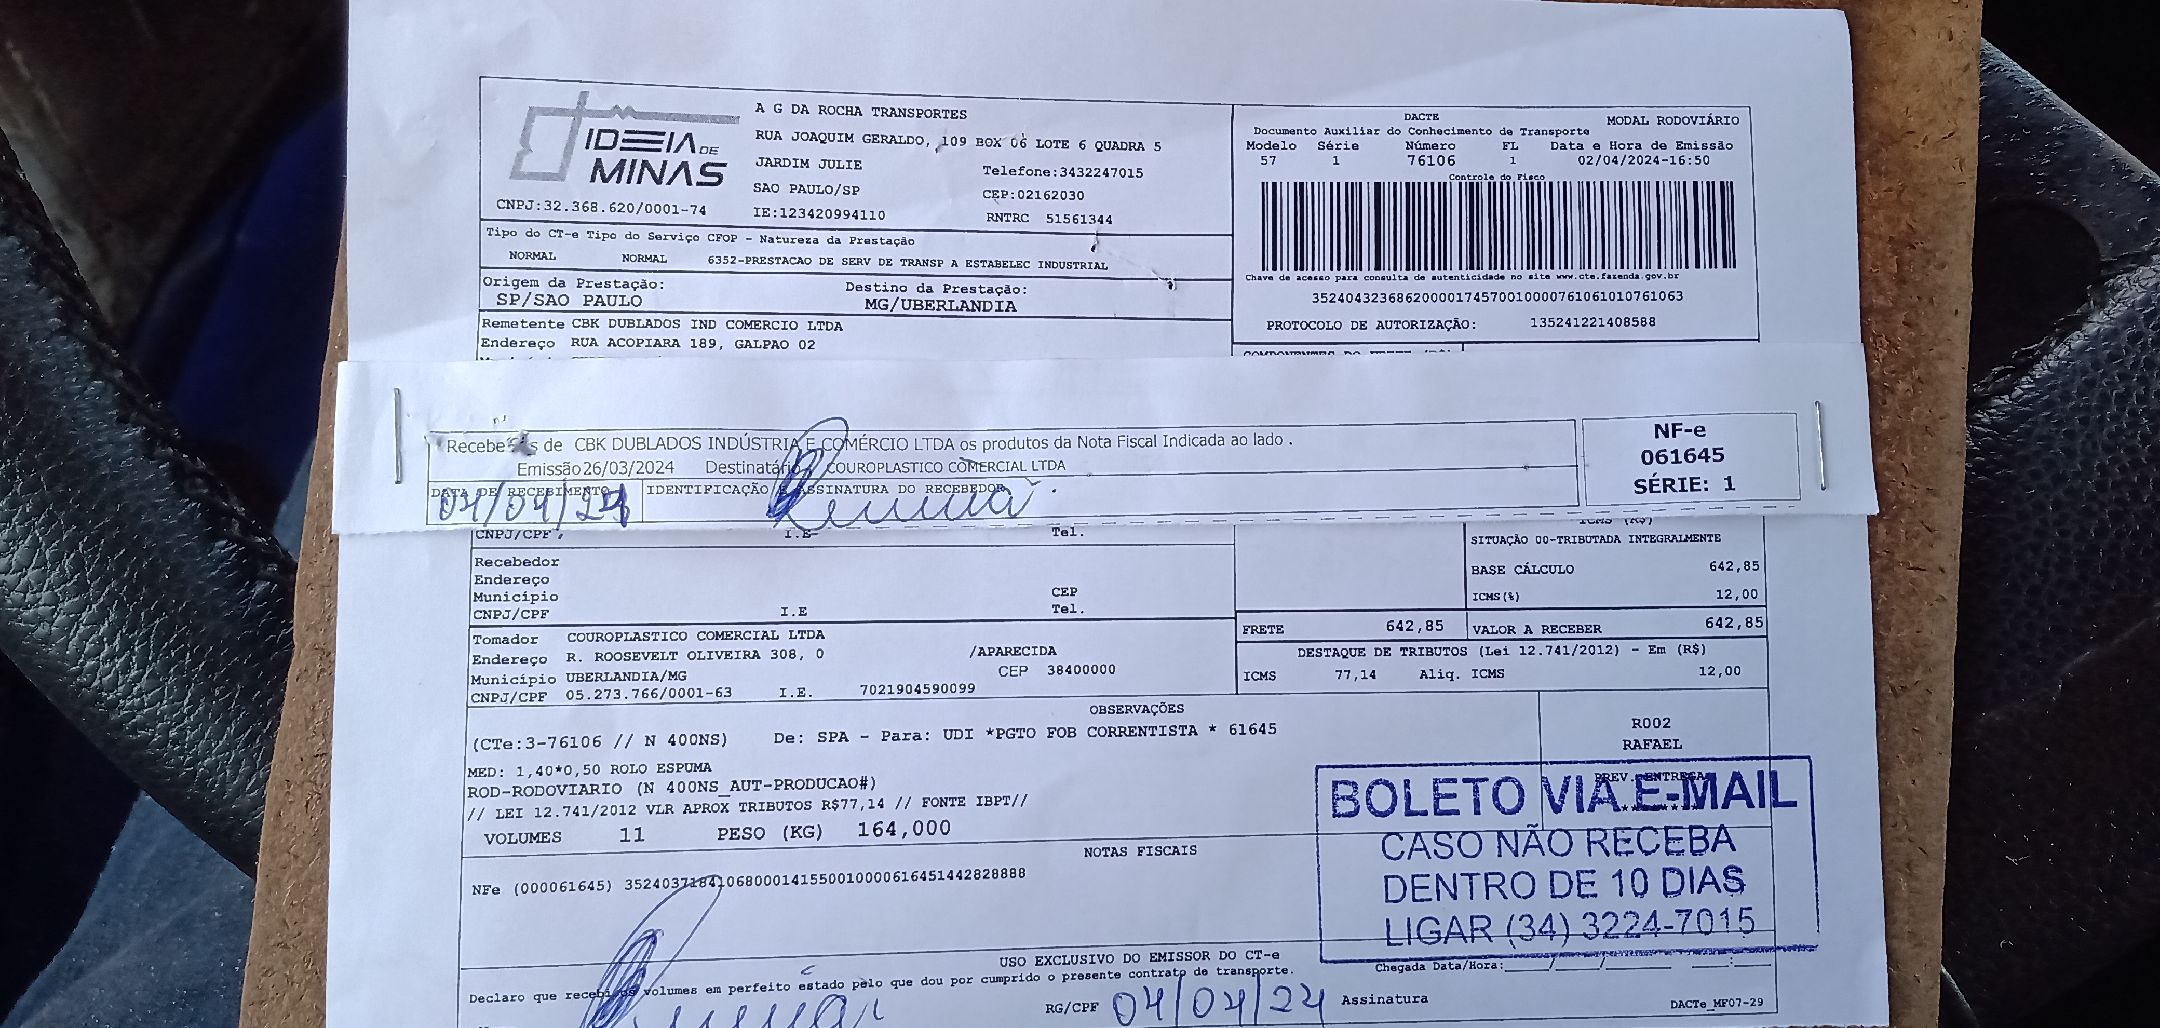 IDEIA DE
MINAS
CNPJ:32.368.620/0001-74
A G DA ROCHA TRANSPORTES
RUA JOAQUIM GERALDO, 109 BOX 06 LOTE 6 QUADRA 5
JARDIM JULIE
Telefone:3432247015
SAO PAULO/SP
CEP:02162030
IE:123420994110
RNTRC 51561344
DACTE
MODAL RODOVIÁRIO
Documento Auxiliar do Conhecimento de Transporte
Modelo Série Número FL Data e Hora de Emissão
57 1 76106 1 02/04/2024-16:50
Controle do Fisco
Chave de acesso para consulta de autenticidade no site www.cte.fazenda.gov.br
35240432368620000174570010000761061010761063
PROTOCOLO DE AUTORIZAÇÃO: 135241221408588
Tipo do CT-e Tipo do Serviço CFOP - Natureza da Prestação
NORMAL NORMAL 6352-PRESTACAO DE SERV DE TRANSP A ESTABELEC INDUSTRIAL
Origem da Prestação: Destino da Prestação:
SP/SAO PAULO MG/UBERLANDIA
Remetente CBK DUBLADOS IND COMERCIO LTDA
Endereço RUA ACOPIARA 189, GALPAO 02
Recebe s de CBK DUBLADOS INDÚSTRIA E COMÉRCIO LTDA os produtos da Nota Fiscal Indicada ao lado .
Emissão 26/03/2024 Destinatário COUROPLASTICO COMERCIAL LTDA
DATA DE RECEBIMENTO IDENTIFICAÇÃO E ASSINATURA DO RECEBEDOR
04/04/24
NF-e
061645
SÉRIE: 1
CNPJ/CPF I.E Tel.
Recebedor
Endereço
Município CEP
CNPJ/CPF I.E Tel.
ICMS (R$)
SITUAÇÃO 00-TRIBUTADA INTEGRALMENTE
BASE CÁLCULO 642,85
ICMS(%) 12,00
FRETE 642,85 VALOR A RECEBER 642,85
Tomador COUROPLASTICO COMERCIAL LTDA
Endereço R. ROOSEVELT OLIVEIRA 308, 0 /APARECIDA
Município UBERLANDIA/MG CEP 38400000
CNPJ/CPF 05.273.766/0001-63 I.E. 7021904590099
DESTAQUE DE TRIBUTOS (Lei 12.741/2012) - Em (R$)
ICMS 77,14 Aliq. ICMS 12,00
OBSERVAÇÕES
(CTe:3-76106 // N 400NS) De: SPA - Para: UDI *PGTO FOB CORRENTISTA * 61645
MED: 1,40*0,50 ROLO ESPUMA
ROD-RODOVIARIO (N 400NS_AUT-PRODUCAO#)
// LEI 12.741/2012 VLR APROX TRIBUTOS R$77,14 // FONTE IBPT//
R002
RAFAEL
PREV. ENTREGA
VOLUMES 11 PESO (KG) 164,000
BOLETO VIA E-MAIL
CASO NÃO RECEBA
DENTRO DE 10 DIAS
LIGAR (34) 3224-7015
NOTAS FISCAIS
NFe (000061645) 35240371841068000141550010000616451442828888
USO EXCLUSIVO DO EMISSOR DO CT-e
Chegada Data/Hora:____/____/______ ____:____
Declaro que recebi os volumes em perfeito estado pelo que dou por cumprido o presente contrato de transporte.
RG/CPF 04/04/24 Assinatura
DACTe_MF07-29